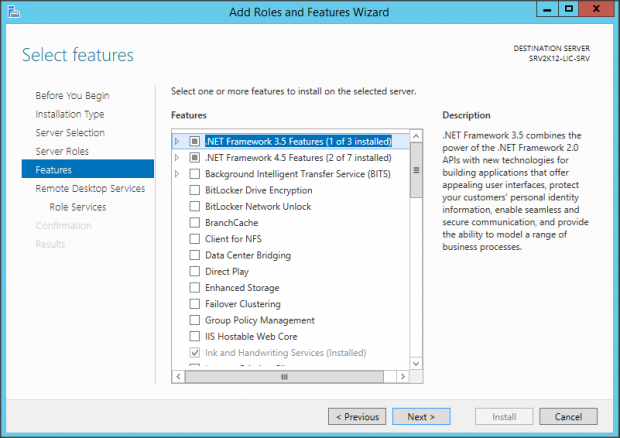 Add Roles and Features Wizard
Select features
DESTINATION SERVER
SRV2K12-LIC-SRV
Before You Begin
Installation Type
Server Selection
Server Roles
Features
Remote Desktop Services
Role Services
Confirmation
Results
Select one or more features to install on the selected server.
Features
.NET Framework 3.5 Features (1 of 3 installed)
.NET Framework 4.5 Features (2 of 7 installed)
Background Intelligent Transfer Service (BITS)
BitLocker Drive Encryption
BitLocker Network Unlock
BranchCache
Client for NFS
Data Center Bridging
Direct Play
Enhanced Storage
Failover Clustering
Group Policy Management
IIS Hostable Web Core
Ink and Handwriting Services (Installed)
Description
.NET Framework 3.5 combines the
power of the .NET Framework 2.0
APIs with new technologies for
building applications that offer
appealing user interfaces, protect
your customers' personal identity
information, enable seamless and
secure communication, and provide
the ability to model a range of
business processes.
< Previous
Next >
Install
Cancel